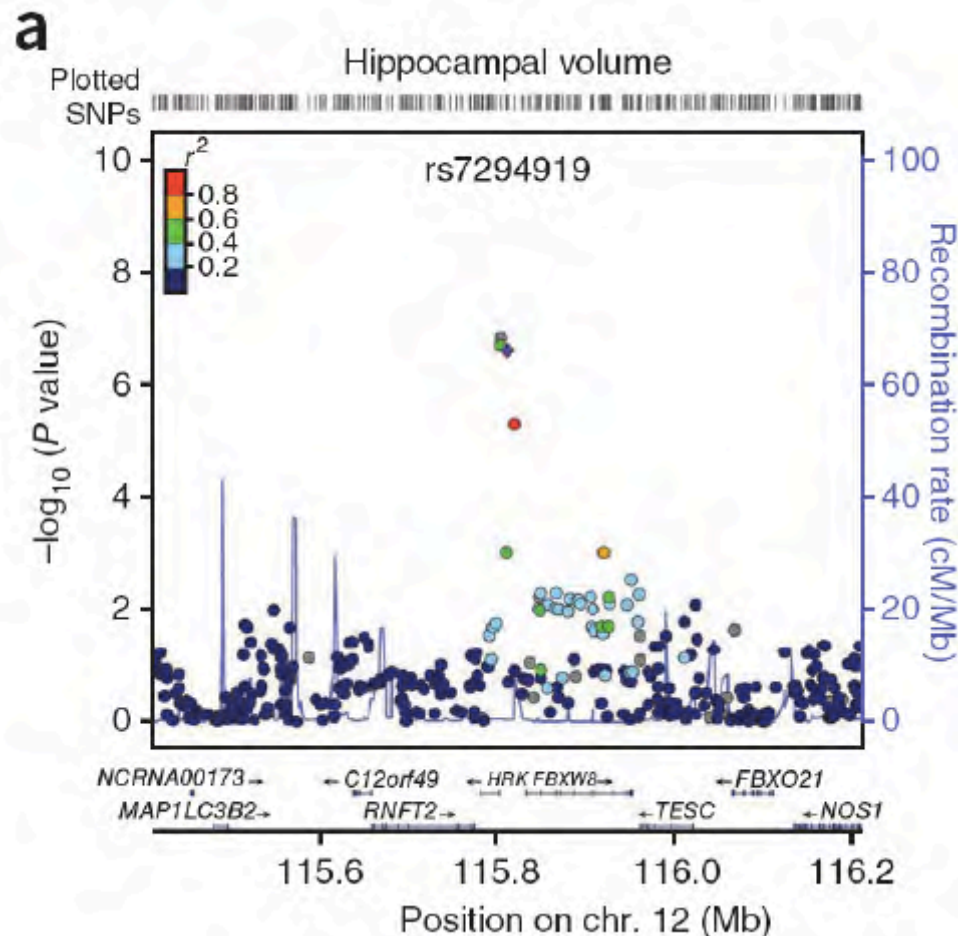 a
Hippocampal volume
Plotted
SNPs
r2
rs7294919
0.8
0.6
0.4
0.2
10
8
6
4
2
0
–log10 (P value)
100
80
60
40
20
0
Recombination rate (cM/Mb)
NCRNA00173→ ←C12orf49 ←HRK FBXW8→ ←FBXO21
MAP1LC3B2→ RNFT2→ ←TESC ←NOS1
115.6 115.8 116.0 116.2
Position on chr. 12 (Mb)